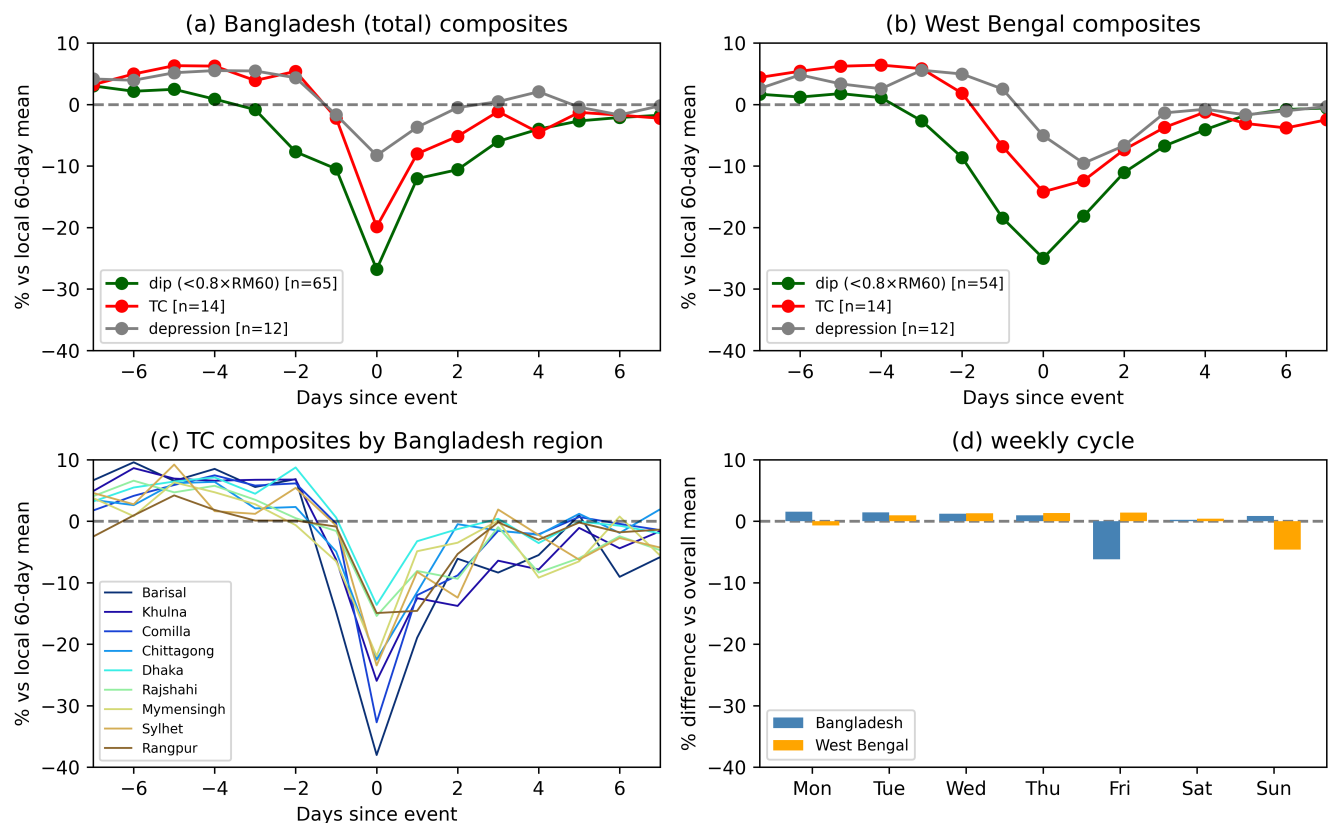 (a) Bangladesh (total) composites
% vs local 60-day mean
10
0
−10
−20
−30
−40
dip (<0.8×RM60) [n=65]
TC [n=14]
depression [n=12]
−6
−4
−2
0
2
4
6
Days since event
(b) West Bengal composites
% vs local 60-day mean
10
0
−10
−20
−30
−40
dip (<0.8×RM60) [n=54]
TC [n=14]
depression [n=12]
−6
−4
−2
0
2
4
6
Days since event
(c) TC composites by Bangladesh region
% vs local 60-day mean
10
0
−10
−20
−30
−40
Barisal
Khulna
Comilla
Chittagong
Dhaka
Rajshahi
Mymensingh
Sylhet
Rangpur
−6
−4
−2
0
2
4
6
Days since event
(d) weekly cycle
% difference vs overall mean
10
0
−10
−20
−30
−40
Bangladesh
West Bengal
Mon
Tue
Wed
Thu
Fri
Sat
Sun